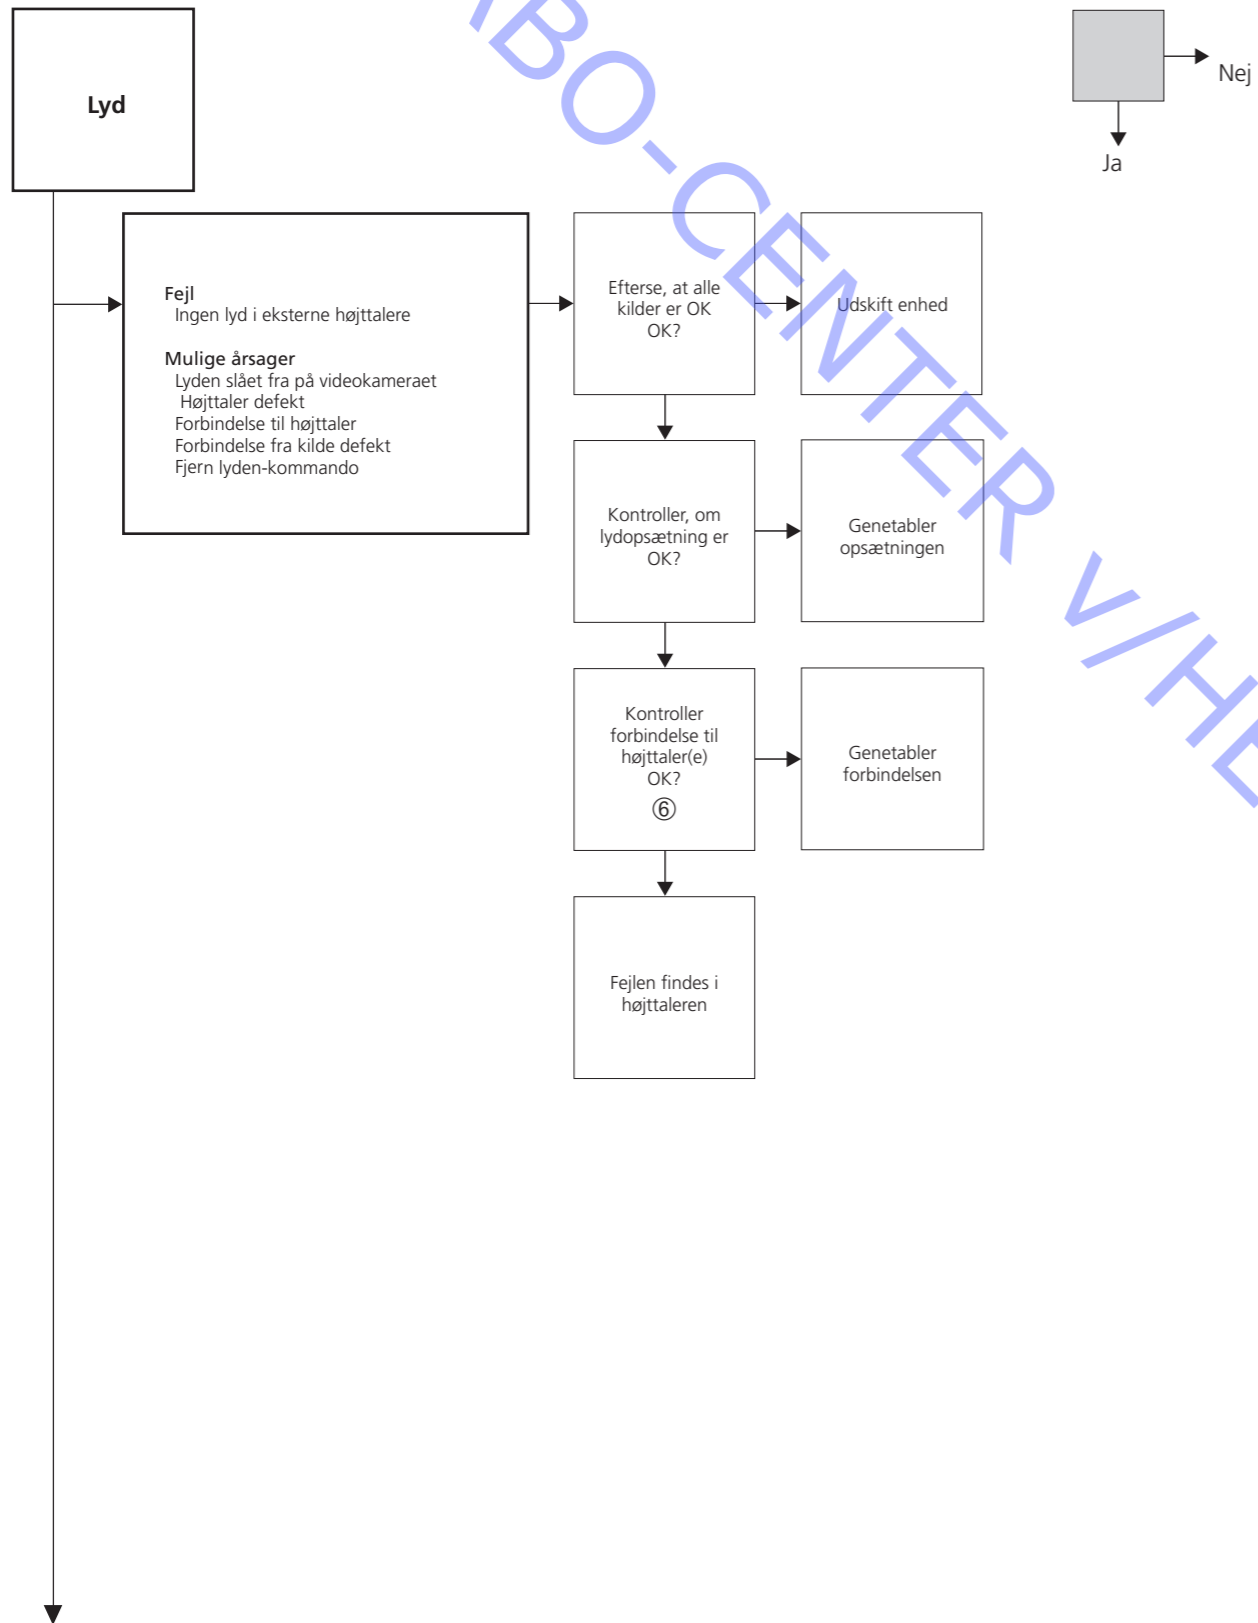 Lyd
Nej
Ja
Fejl
Ingen lyd i eksterne højttalere
Mulige årsager
Lyden slået fra på videokameraet
Højttaler defekt
Forbindelse til højttaler
Forbindelse fra kilde defekt
Fjern lyden-kommando
Efterse, at alle
kilder er OK
OK?
Udskift enhed
Kontroller, om
lydopsætning er
OK?
Genetabler
opsætningen
Kontroller
forbindelse til
højttaler(e)
OK?
⑥
Genetabler
forbindelsen
Fejlen findes i
højttaleren
BO-CENTER v/HE